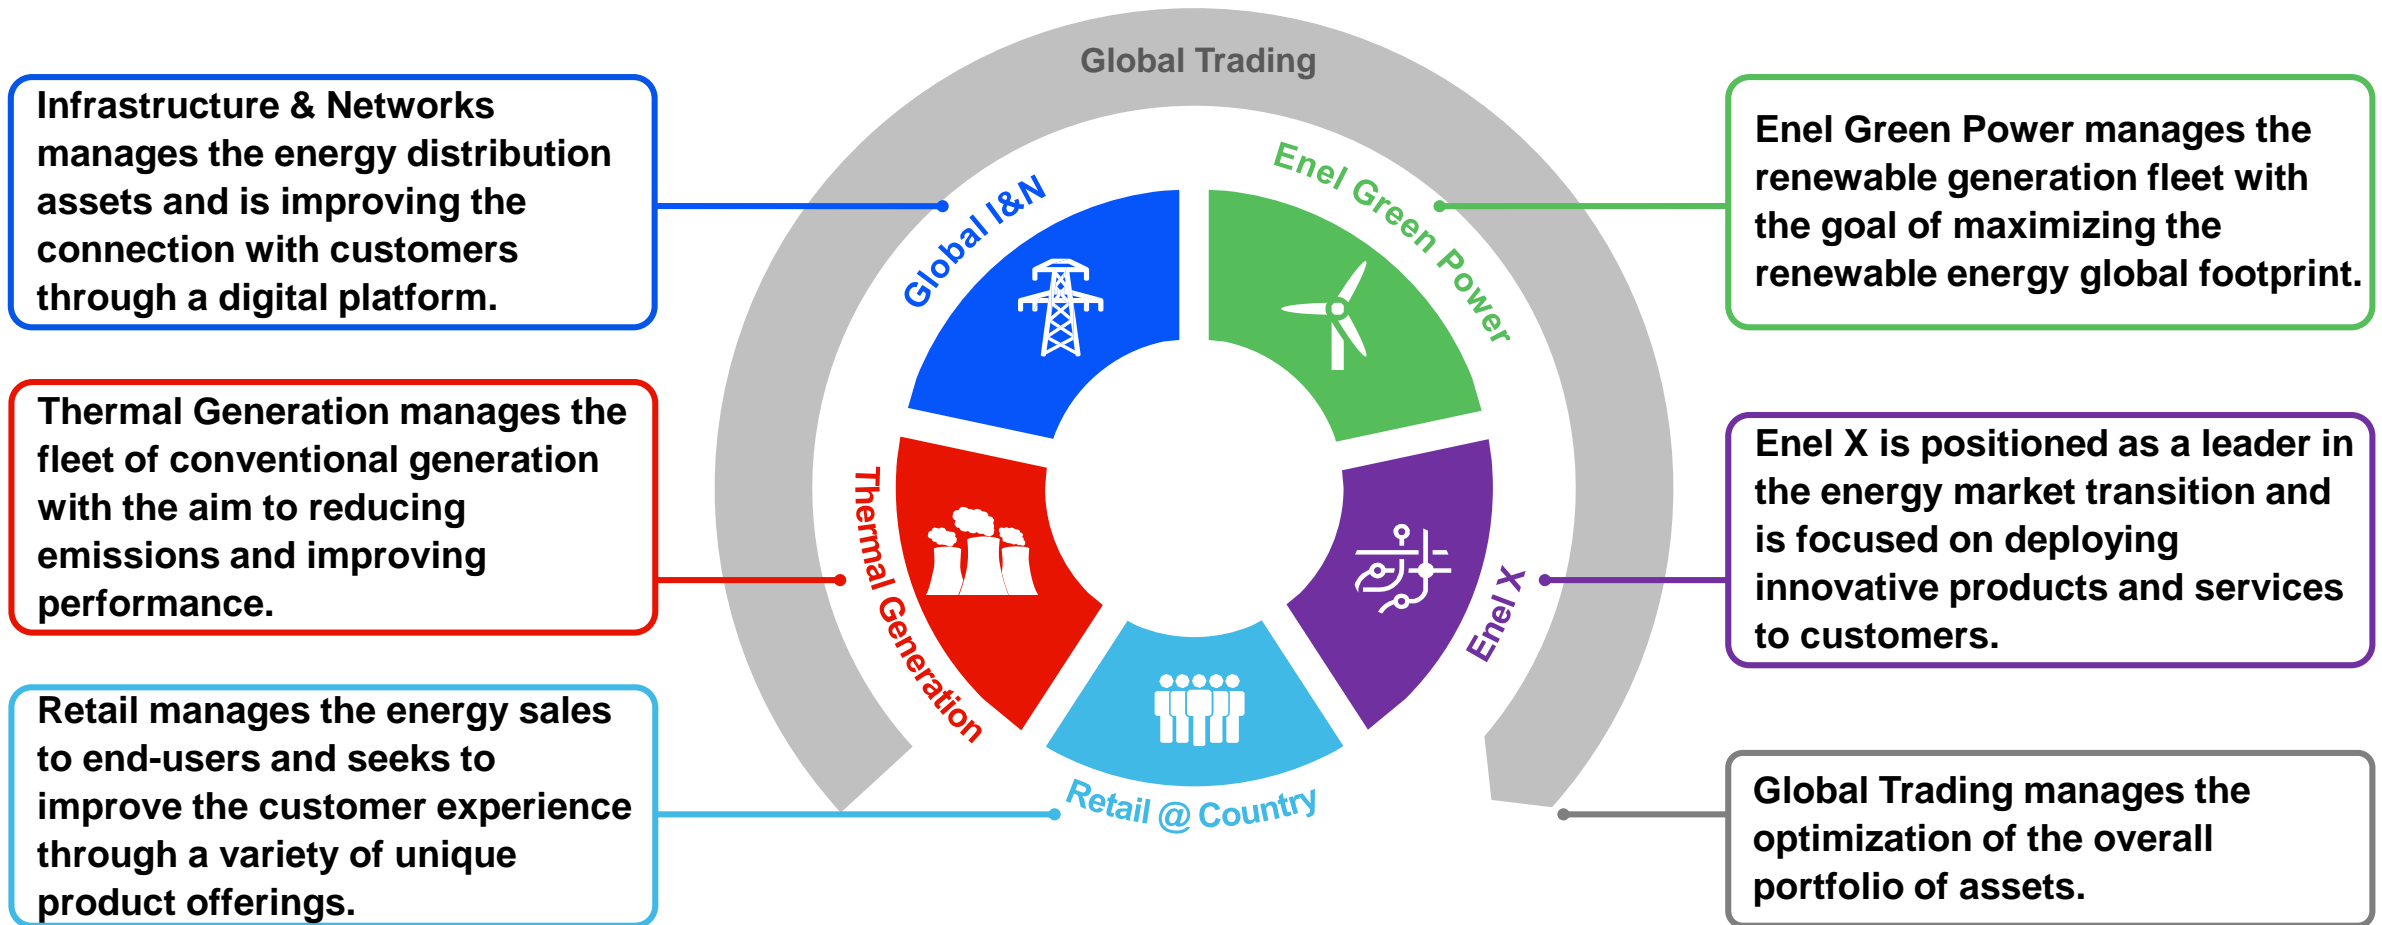 Global Trading
Infrastructure & Networks
manages the energy distribution
assets and is improving the
connection with customers
through a digital platform.
Thermal Generation manages the
fleet of conventional generation
with the aim to reducing
emissions and improving
performance.
Retail manages the energy sales
to end-users and seeks to
improve the customer experience
through a variety of unique
product offerings.
Global I&N
Enel Green Power
Thermal Generation
Enel X
Retail @ Country
Enel Green Power manages the
renewable generation fleet with
the goal of maximizing the
renewable energy global footprint.
Enel X is positioned as a leader in
the energy market transition and
is focused on deploying
innovative products and services
to customers.
Global Trading manages the
optimization of the overall
portfolio of assets.